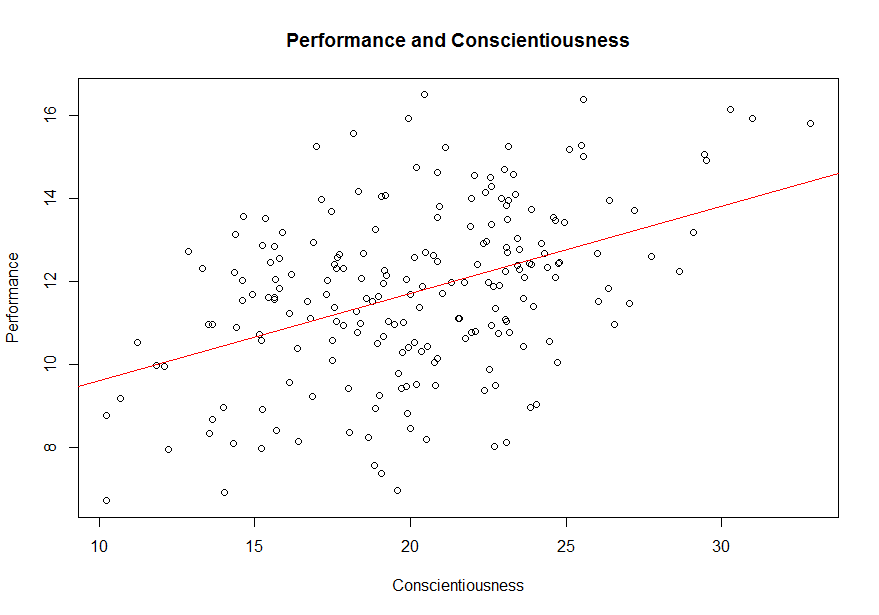 Performance and Conscientiousness
Performance
16
14
12
10
8
10 15 20 25 30
Conscientiousness